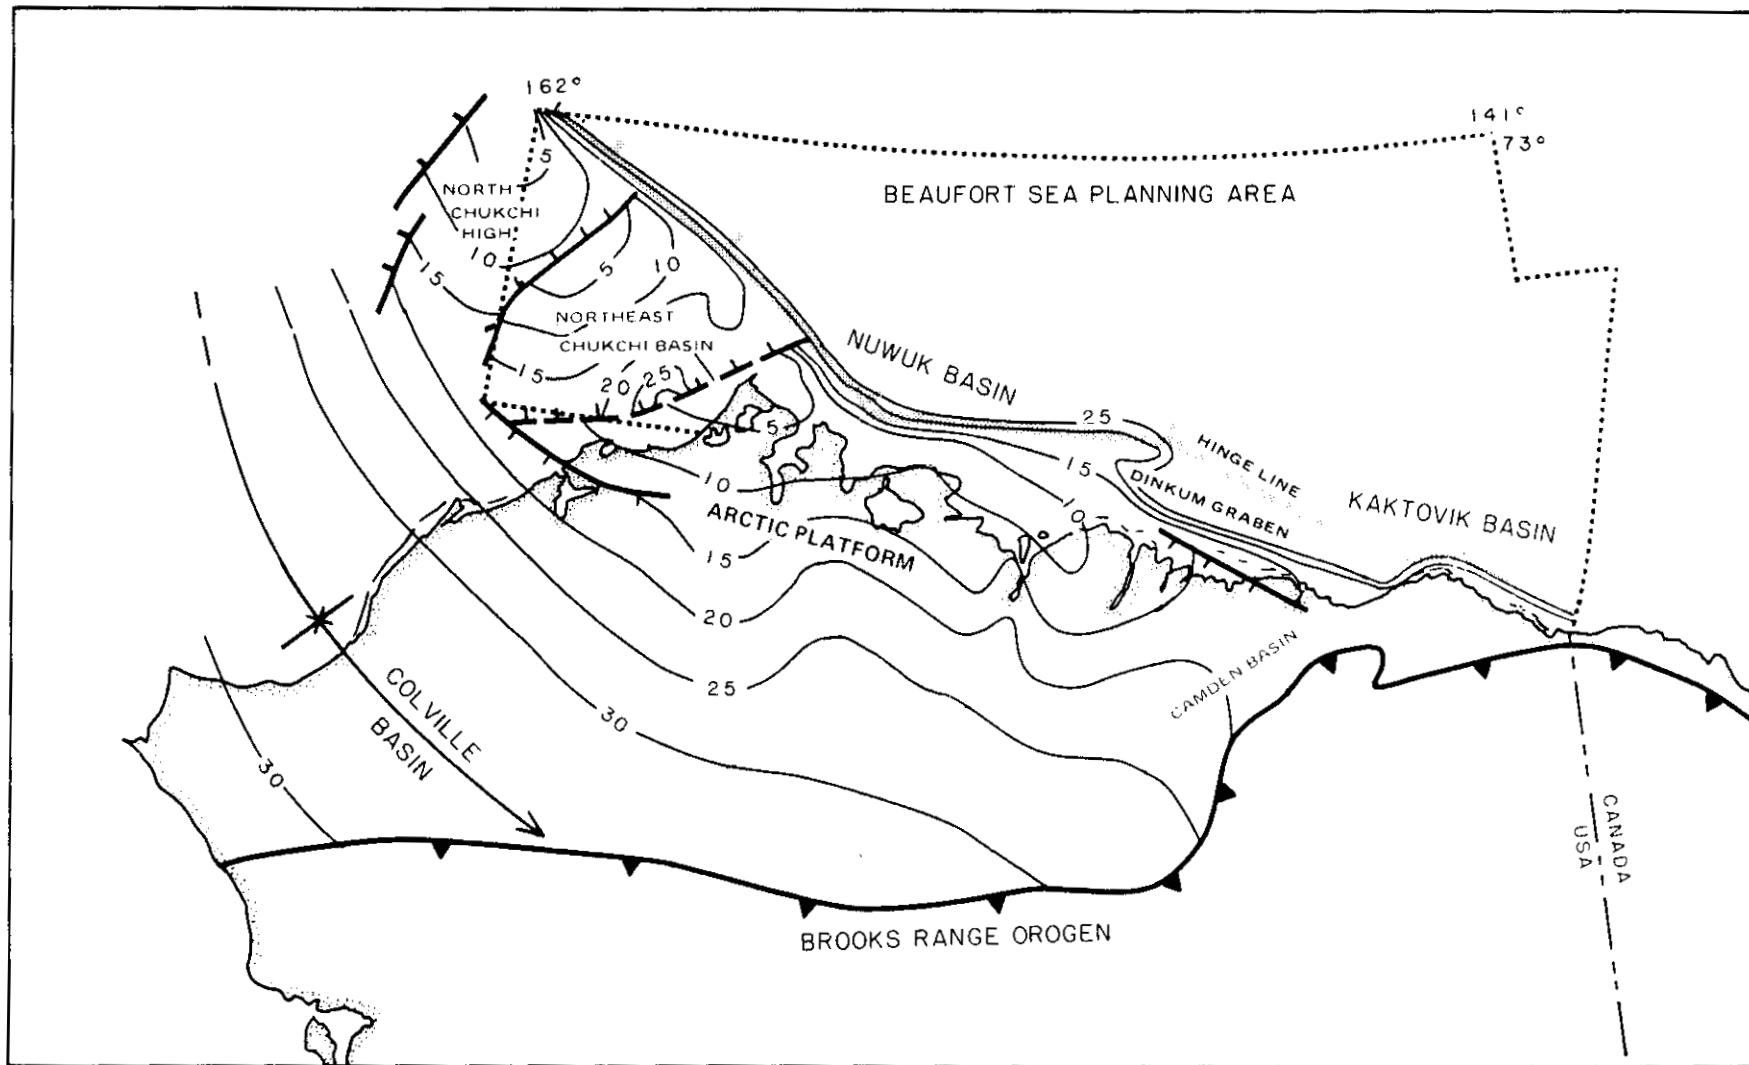 162°
141°
73°
BEAUFORT SEA PLANNING AREA
5
NORTH
CHUKCHI
HIGH
10
15
5
10
NORTHEAST
CHUKCHI BASIN
15
20
25
NUWUK BASIN
25
5
HINGE LINE
15
DINKUM GRABEN
KAKTOVIK BASIN
10
10
ARCTIC PLATFORM
15
20
CAMDEN BASIN
25
COLVILLE
BASIN
30
30
CANADA
USA
BROOKS RANGE OROGEN